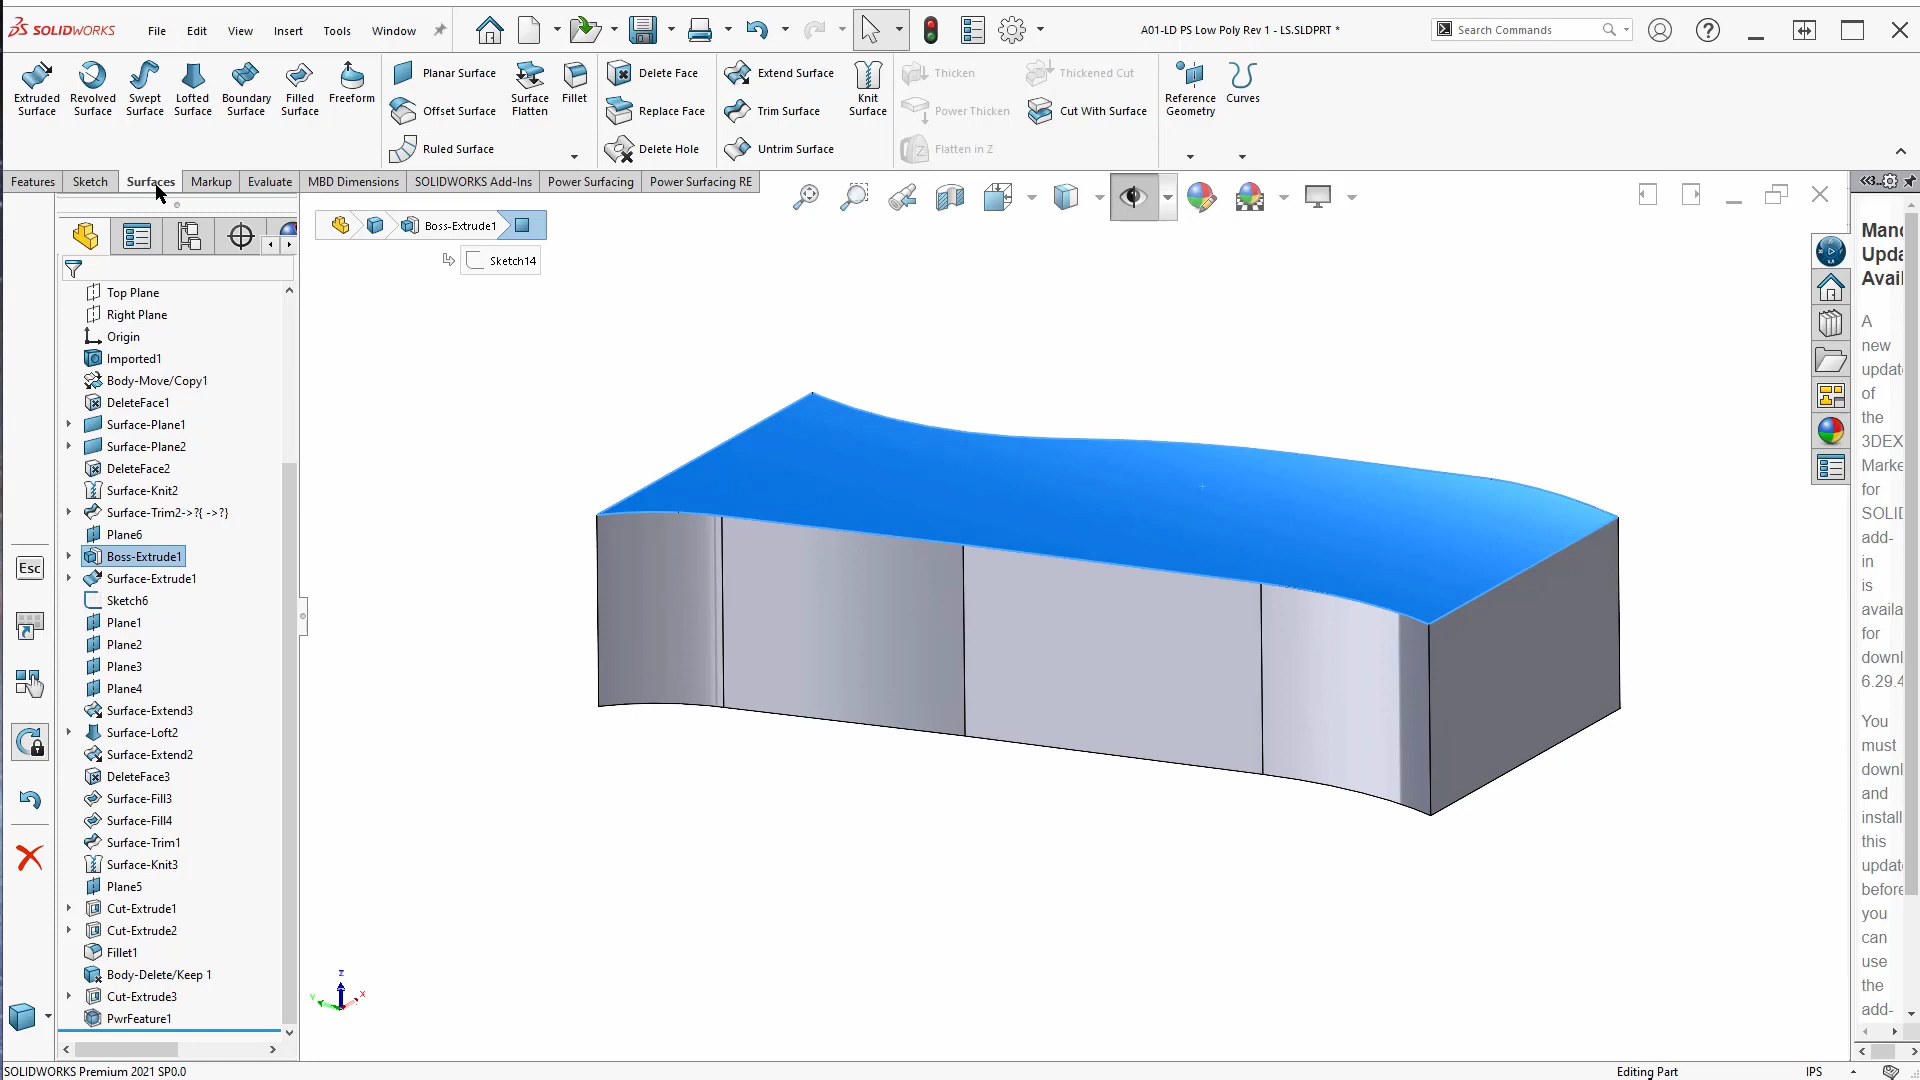 SOLIDWORKS File Edit View Insert Tools Window A01-LD PS Low Poly Rev 1 - LS.SLDPRT * Search Commands
Extruded Surface
Revolved Surface
Swept Surface
Lofted Surface
Boundary Surface
Filled Surface
Freeform
Planar Surface
Offset Surface
Ruled Surface
Surface Flatten
Fillet
Delete Face
Replace Face
Delete Hole
Extend Surface
Trim Surface
Untrim Surface
Knit Surface
Thicken
Power Thicken
Flatten in Z
Thickened Cut
Cut With Surface
Reference Geometry
Curves
Features Sketch Surfaces Markup Evaluate MBD Dimensions SOLIDWORKS Add-Ins Power Surfacing Power Surfacing RE
Boss-Extrude1
Sketch14
Top Plane
Right Plane
Origin
Imported1
Body-Move/Copy1
DeleteFace1
Surface-Plane1
Surface-Plane2
DeleteFace2
Surface-Knit2
Surface-Trim2->?{ ->?}
Plane6
Boss-Extrude1
Surface-Extrude1
Sketch6
Plane1
Plane2
Plane3
Plane4
Surface-Extend3
Surface-Loft2
Surface-Extend2
DeleteFace3
Surface-Fill3
Surface-Fill4
Surface-Trim1
Surface-Knit3
Plane5
Cut-Extrude1
Cut-Extrude2
Fillet1
Body-Delete/Keep 1
Cut-Extrude3
PwrFeature1
Esc
Z
Y
X
Manc
Upda
Avail
A
new
update
of
the
3DEX
Marke
for
SOLID
add-
in
is
availa
for
downl
6.29.4
You
must
downl
and
install
this
update
before
you
can
use
the
add-
SOLIDWORKS Premium 2021 SP0.0 Editing Part IPS